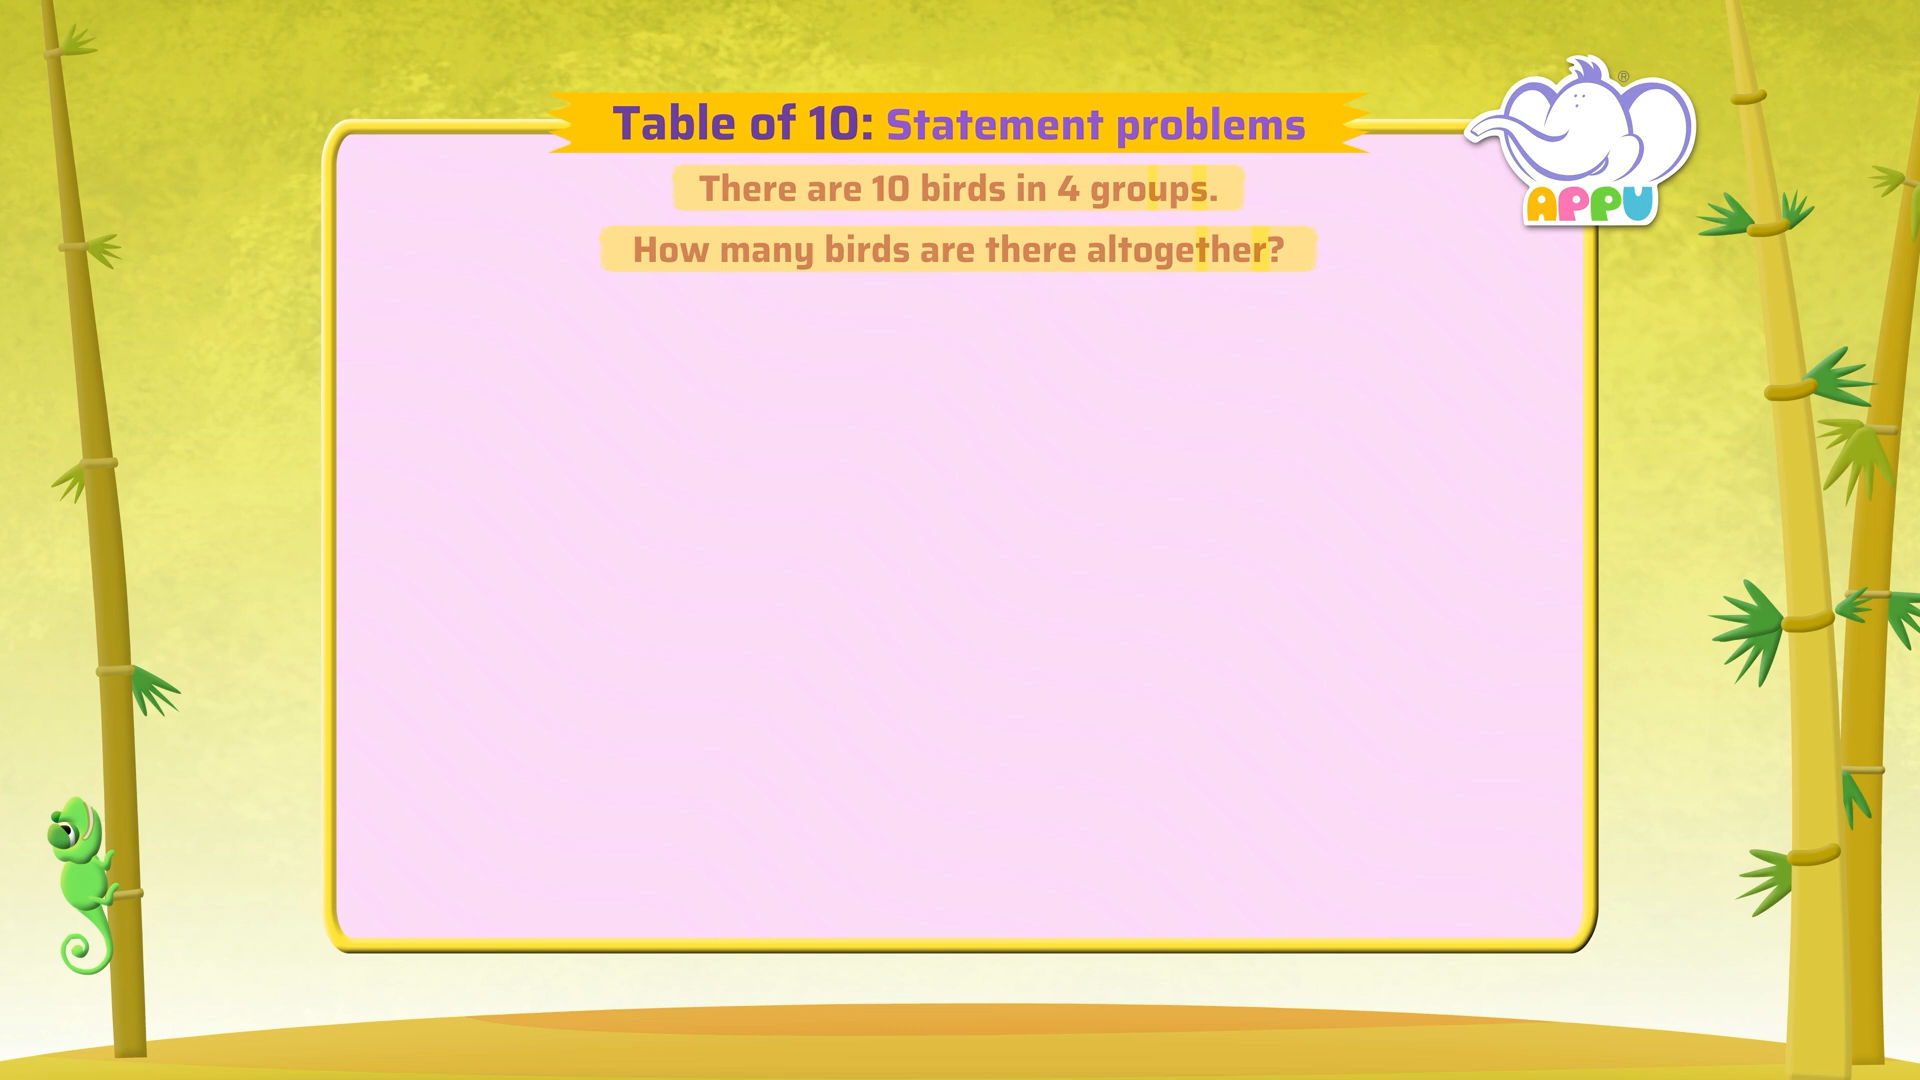 Table of 10: Statement problems
There are 10 birds in 4 groups.
How many birds are there altogether?
®
APPU